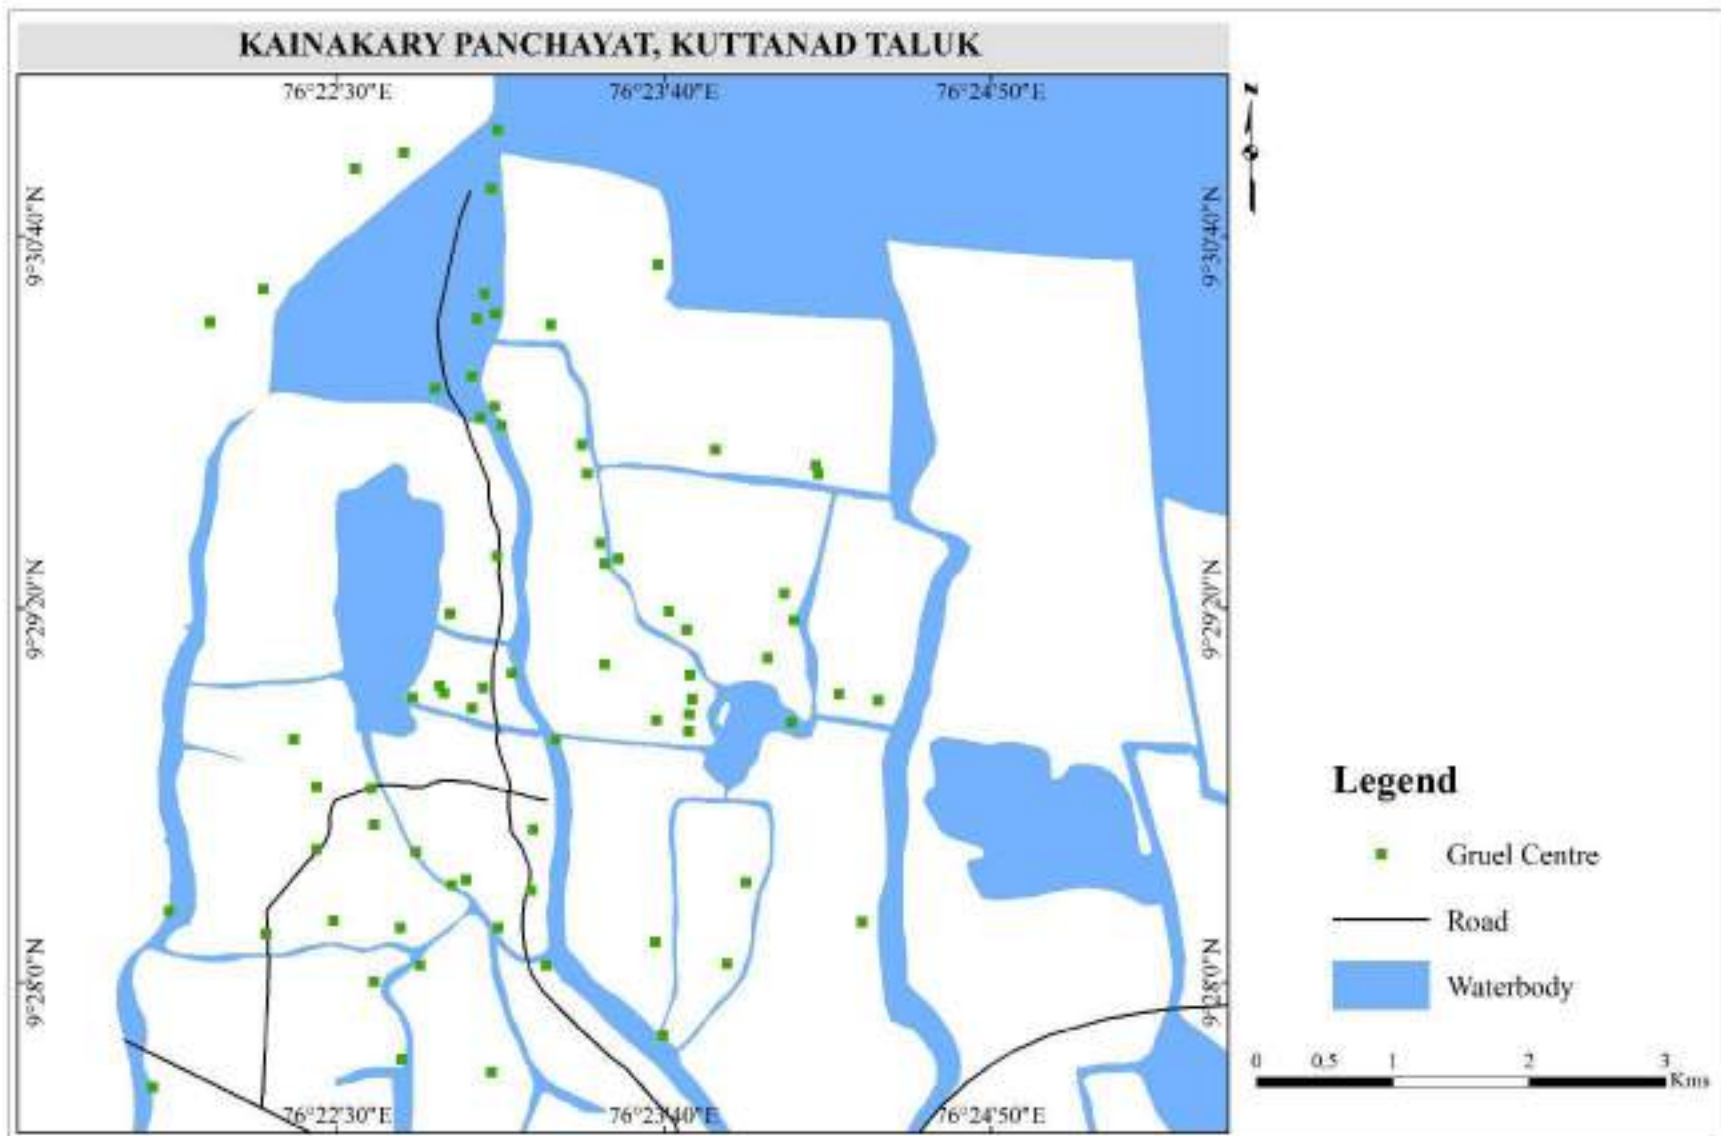 KAINAKARY PANCHAYAT, KUTTANAD TALUK
76°22'30"E 76°23'40"E 76°24'50"E
z
9°30'40"N 9°30'40"N
9°29'20"N 9°29'20"N
9°28'0"N 9°28'0"N
76°22'30"E 76°23'40"E 76°24'50"E
Legend
Gruel Centre
Road
Waterbody
0 0.5 1 2 3
Kms